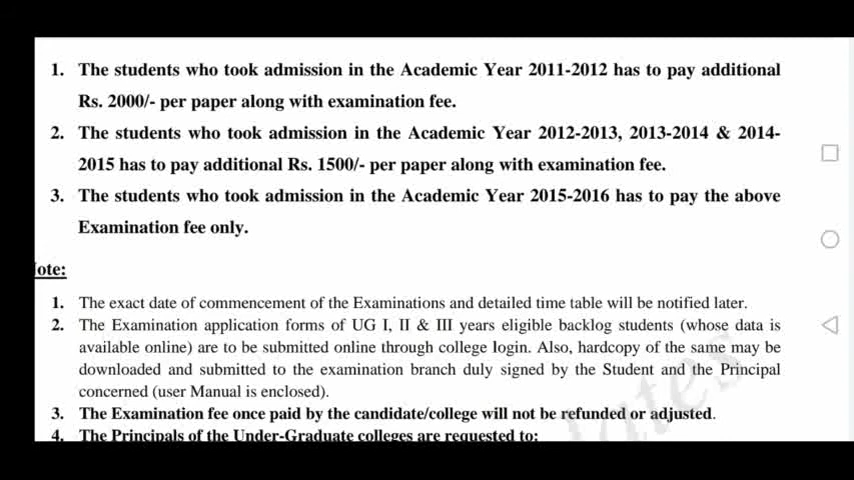 1. The students who took admission in the Academic Year 2011-2012 has to pay additional
Rs. 2000/- per paper along with examination fee.
2. The students who took admission in the Academic Year 2012-2013, 2013-2014 & 2014-
2015 has to pay additional Rs. 1500/- per paper along with examination fee.
3. The students who took admission in the Academic Year 2015-2016 has to pay the above
Examination fee only.
ote:
1. The exact date of commencement of the Examinations and detailed time table will be notified later.
2. The Examination application forms of UG I, II & III years eligible backlog students (whose data is
available online) are to be submitted online through college login. Also, hardcopy of the same may be
downloaded and submitted to the examination branch duly signed by the Student and the Principal
concerned (user Manual is enclosed).
3. The Examination fee once paid by the candidate/college will not be refunded or adjusted.
4. The Principals of the Under-Graduate colleges are requested to: